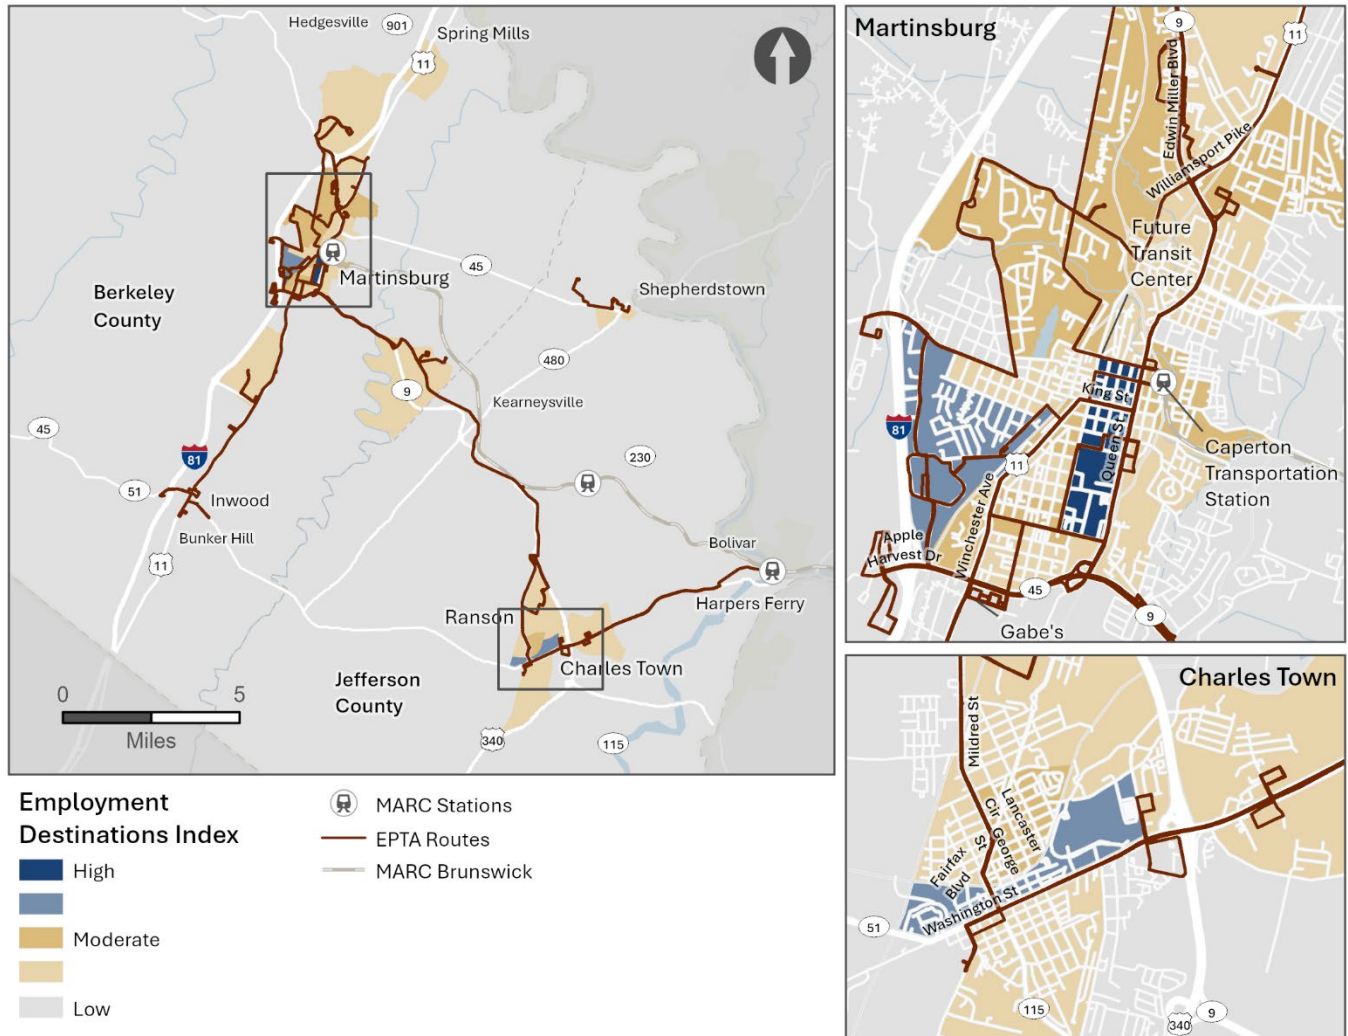 Hedgesville
901
Spring Mills
11
Martinsburg
45
Shepherdstown
Berkeley
County
480
9
Kearneysville
45
81
230
51
Inwood
Bunker Hill
11
Bolivar
Harpers Ferry
Ranson
Charles Town
Jefferson
County
0
5
Miles
340
115
Martinsburg
9
11
Edwin Miller Blvd
Williamsport Pike
Future
Transit
Center
King St
81
Queen St
11
Caperton
Transportation
Station
Winchester Ave
Apple
Harvest Dr
45
9
Gabe's
Charles Town
Mildred St
Lancaster
Cir
George
St
Fairfax
Blvd
Washington St
51
115
340
9
Employment
Destinations Index
High
Moderate
Low
MARC Stations
EPTA Routes
MARC Brunswick